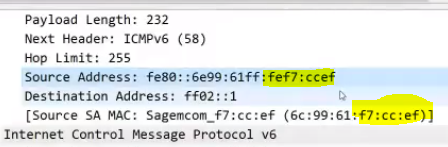 Payload Length: 232
Next Header: ICMPv6 (58)
Hop Limit: 255
Source Address: fe80::6e99:61ff:fef7:ccef
Destination Address: ff02::1
[Source SA MAC: Sagemcom_f7:cc:ef (6c:99:61:f7:cc:ef)]
Internet Control Message Protocol v6